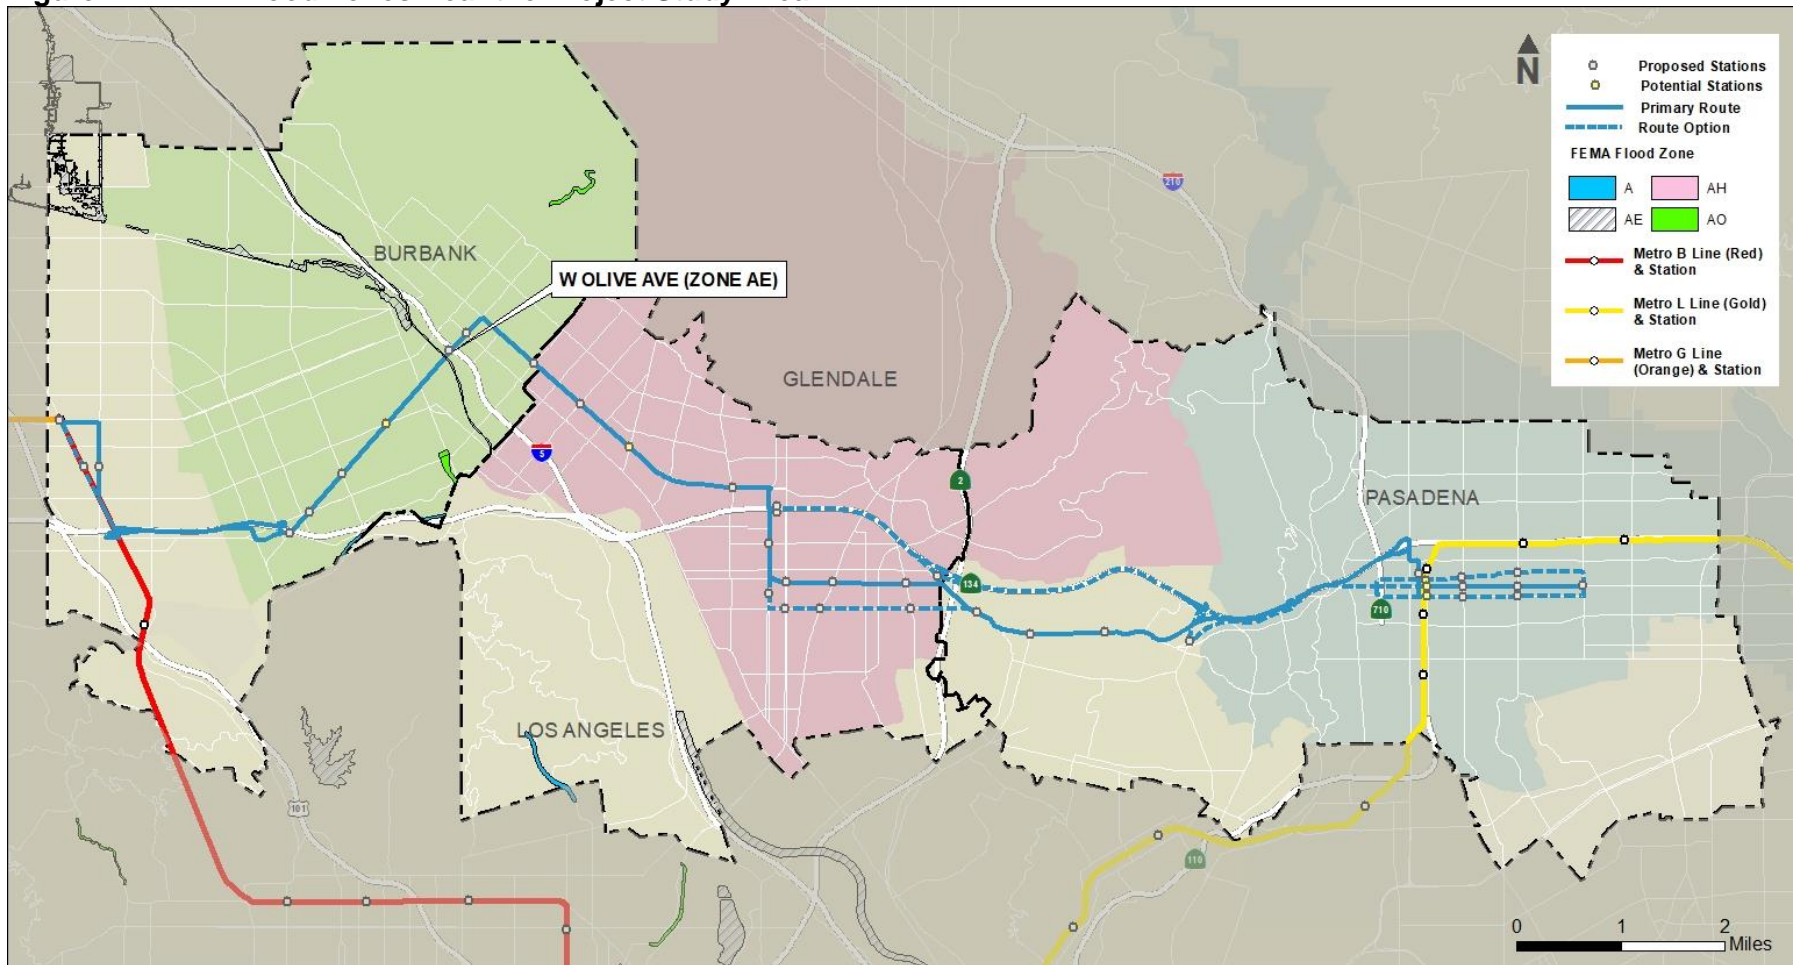 N
Proposed Stations
Potential Stations
Primary Route
Route Option
FEMA Flood Zone
A
AH
AE
AO
Metro B Line (Red)
& Station
Metro L Line (Gold)
& Station
Metro G Line
(Orange) & Station
210
BURBANK
W OLIVE AVE (ZONE AE)
GLENDALE
5
2
PASADENA
134
710
LOS ANGELES
101
110
0
1
2
Miles